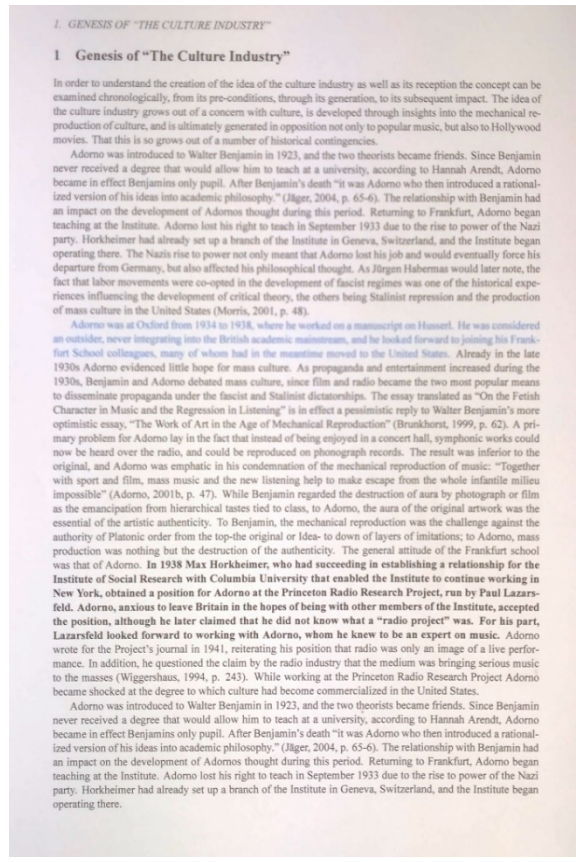 1. GENESIS OF "THE CULTURE INDUSTRY"
1 Genesis of "The Culture Industry"
In order to understand the creation of the idea of the culture industry as well as its reception the concept can be
examined chronologically, from its pre-conditions, through its generation, to its subsequent impact. The idea of
the culture industry grows out of a concern with culture, is developed through insights into the mechanical re-
production of culture, and is ultimately generated in opposition not only to popular music, but also to Hollywood
movies. That this is so grows out of a number of historical contingencies.
Adorno was introduced to Walter Benjamin in 1923, and the two theorists became friends. Since Benjamin
never received a degree that would allow him to teach at a university, according to Hannah Arendt, Adorno
became in effect Benjamins only pupil. After Benjamin's death "it was Adorno who then introduced a rational-
ized version of his ideas into academic philosophy." (Jäger, 2004, p. 65-6). The relationship with Benjamin had
an impact on the development of Adornos thought during this period. Returning to Frankfurt, Adorno began
teaching at the Institute. Adorno lost his right to teach in September 1933 due to the rise to power of the Nazi
party. Horkheimer had already set up a branch of the Institute in Geneva, Switzerland, and the Institute began
operating there. The Nazis rise to power not only meant that Adorno lost his job and would eventually force his
departure from Germany, but also affected his philosophical thought. As Jürgen Habermas would later note, the
fact that labor movements were co-opted in the development of fascist regimes was one of the historical expe-
riences influencing the development of critical theory, the others being Stalinist repression and the production
of mass culture in the United States (Morris, 2001, p. 48).
Adorno was at Oxford from 1934 to 1938, where he worked on a manuscript on Husserl. He was considered
an outsider, never integrating into the British academic mainstream, and he looked forward to joining his Frank-
furt School colleagues, many of whom had in the meantime moved to the United States. Already in the late
1930s Adorno evidenced little hope for mass culture. As propaganda and entertainment increased during the
1930s, Benjamin and Adorno debated mass culture, since film and radio became the two most popular means
to disseminate propaganda under the fascist and Stalinist dictatorships. The essay translated as "On the Fetish
Character in Music and the Regression in Listening" is in effect a pessimistic reply to Walter Benjamin's more
optimistic essay, "The Work of Art in the Age of Mechanical Reproduction" (Brunkhorst, 1999, p. 62). A pri-
mary problem for Adorno lay in the fact that instead of being enjoyed in a concert hall, symphonic works could
now be heard over the radio, and could be reproduced on phonograph records. The result was inferior to the
original, and Adorno was emphatic in his condemnation of the mechanical reproduction of music: "Together
with sport and film, mass music and the new listening help to make escape from the whole infantile milieu
impossible" (Adorno, 2001b, p. 47). While Benjamin regarded the destruction of aura by photograph or film
as the emancipation from hierarchical tastes tied to class, to Adorno, the aura of the original artwork was the
essential of the artistic authenticity. To Benjamin, the mechanical reproduction was the challenge against the
authority of Platonic order from the top-the original or Idea- to down of layers of imitations; to Adorno, mass
production was nothing but the destruction of the authenticity. The general attitude of the Frankfurt school
was that of Adorno. In 1938 Max Horkheimer, who had succeeding in establishing a relationship for the
Institute of Social Research with Columbia University that enabled the Institute to continue working in
New York, obtained a position for Adorno at the Princeton Radio Research Project, run by Paul Lazars-
feld. Adorno, anxious to leave Britain in the hopes of being with other members of the Institute, accepted
the position, although he later claimed that he did not know what a "radio project" was. For his part,
Lazarsfeld looked forward to working with Adorno, whom he knew to be an expert on music. Adorno
wrote for the Project's journal in 1941, reiterating his position that radio was only an image of a live perfor-
mance. In addition, he questioned the claim by the radio industry that the medium was bringing serious music
to the masses (Wiggershaus, 1994, p. 243). While working at the Princeton Radio Research Project Adorno
became shocked at the degree to which culture had become commercialized in the United States.
Adorno was introduced to Walter Benjamin in 1923, and the two theorists became friends. Since Benjamin
never received a degree that would allow him to teach at a university, according to Hannah Arendt, Adorno
became in effect Benjamins only pupil. After Benjamin's death "it was Adorno who then introduced a rational-
ized version of his ideas into academic philosophy." (Jäger, 2004, p. 65-6). The relationship with Benjamin had
an impact on the development of Adornos thought during this period. Returning to Frankfurt, Adorno began
teaching at the Institute. Adorno lost his right to teach in September 1933 due to the rise to power of the Nazi
party. Horkheimer had already set up a branch of the Institute in Geneva, Switzerland, and the Institute began
operating there.